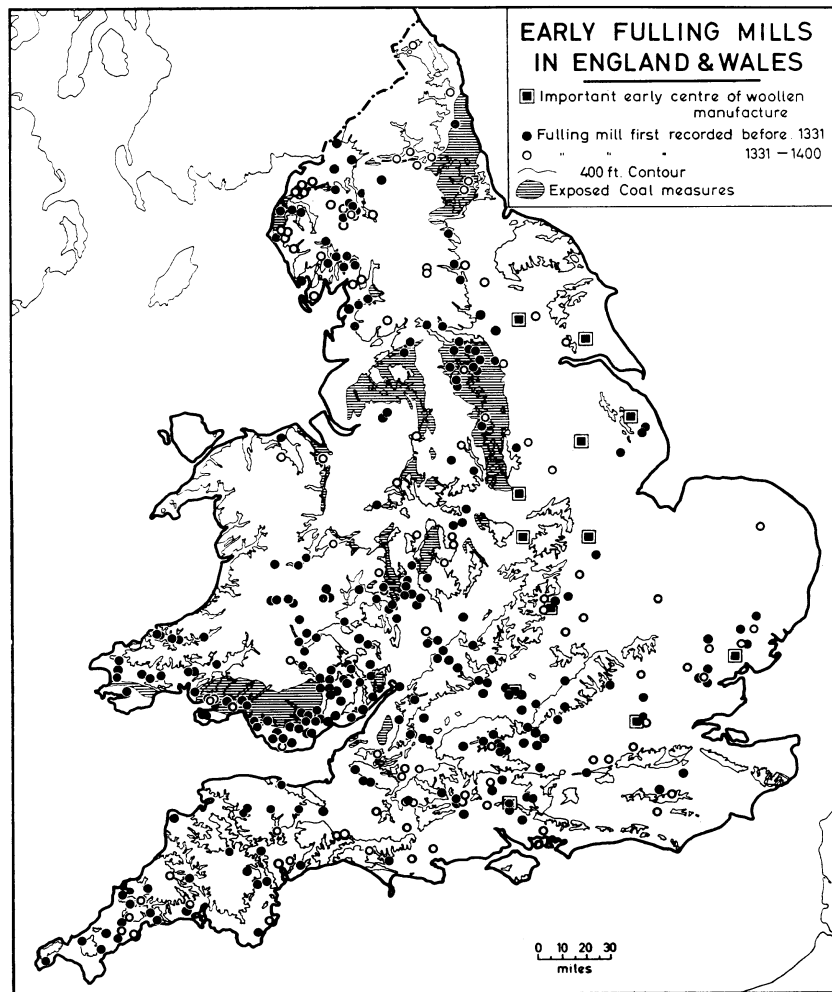 EARLY FULLING MILLS
IN ENGLAND & WALES
Important early centre of woollen
manufacture
Fulling mill first recorded before 1331
" " " 1331 – 1400
400 ft. Contour
Exposed Coal measures
0 10 20 30
miles